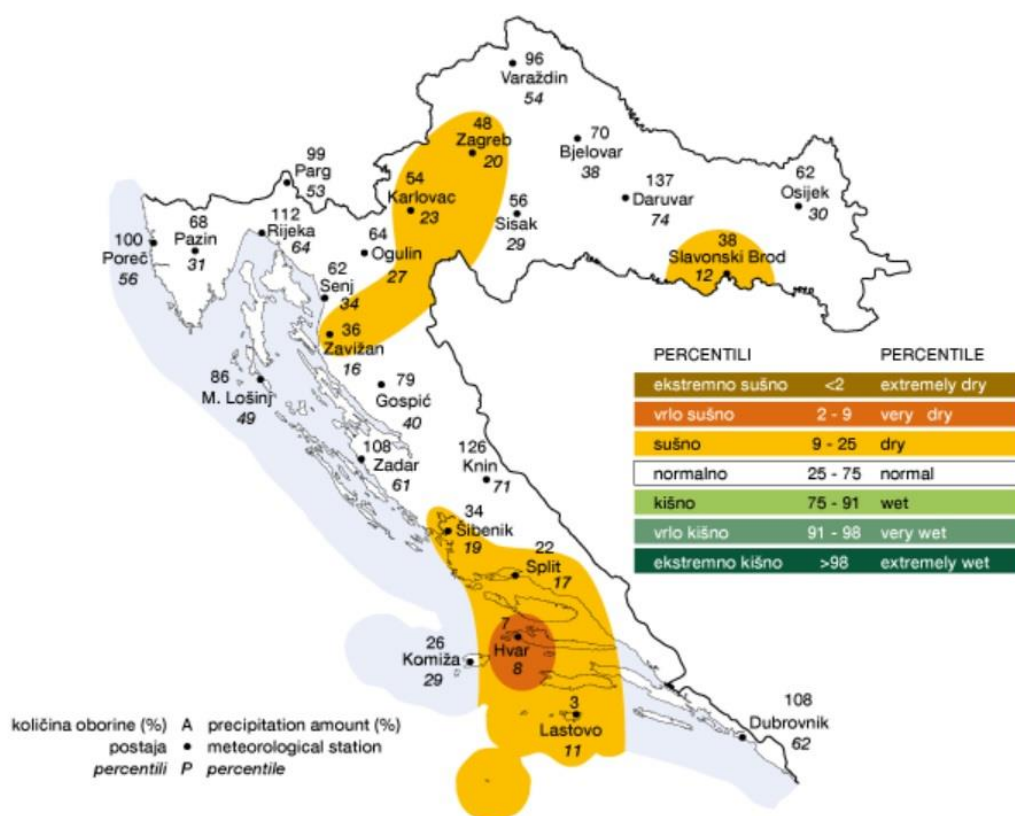 96
Varaždin
54
48
Zagreb
20
70
Bjelovar
38
99
Parg
53
54
Karlovac
23
137
Daruvar
74
62
Osijek
30
56
Sisak
29
100
Poreč
56
68
Pazin
31
112
Rijeka
64
64
Ogulin
27
38
Slavonski Brod
12
62
Senj
34
36
Zavižan
16
86
M. Lošinj
49
79
Gospić
40
108
Zadar
61
126
Knin
71
34
Šibenik
19
22
Split
17
7
Hvar
8
26
Komiža
29
3
Lastovo
11
108
Dubrovnik
62
PERCENTILI PERCENTILE
ekstremno sušno <2 extremely dry
vrlo sušno 2 - 9 very dry
sušno 9 - 25 dry
normalno 25 - 75 normal
kišno 75 - 91 wet
vrlo kišno 91 - 98 very wet
ekstremno kišno >98 extremely wet
količina oborine (%) A precipitation amount (%)
postaja • meteorological station
percentili P percentile